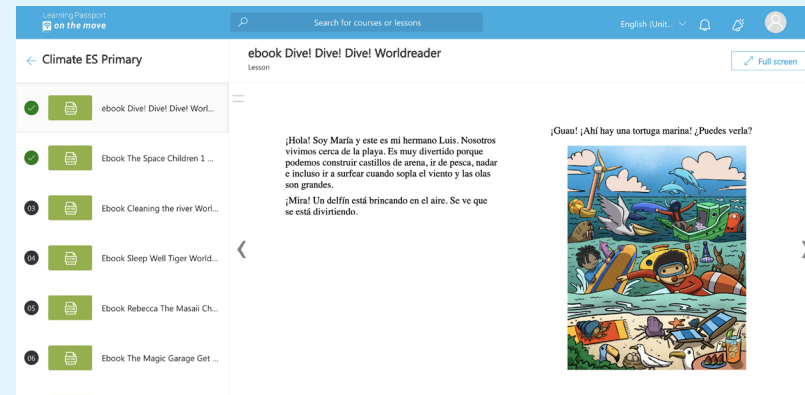 Learning Passport
on the move
Search for courses or lessons
English (Unit...
Climate ES Primary
ebook Dive! Dive! Dive! Worl...
Ebook The Space Children 1 ...
03
Ebook Cleaning the river Worl...
04
Ebook Sleep Well Tiger World...
05
Ebook Rebecca The Masaii Ch...
06
Ebook The Magic Garage Get ...
ebook Dive! Dive! Dive! Worldreader
Lesson
Full screen
¡Hola! Soy María y este es mi hermano Luis. Nosotros
vivimos cerca de la playa. Es muy divertido porque
podemos construir castillos de arena, ir de pesca, nadar
e incluso ir a surfear cuando sopla el viento y las olas
son grandes.
¡Mira! Un delffín está brincando en el aire. Se ve que
se está divirtiendo.
¡Guau! ¡Ahí hay una tortuga marina! ¿Puedes verla?